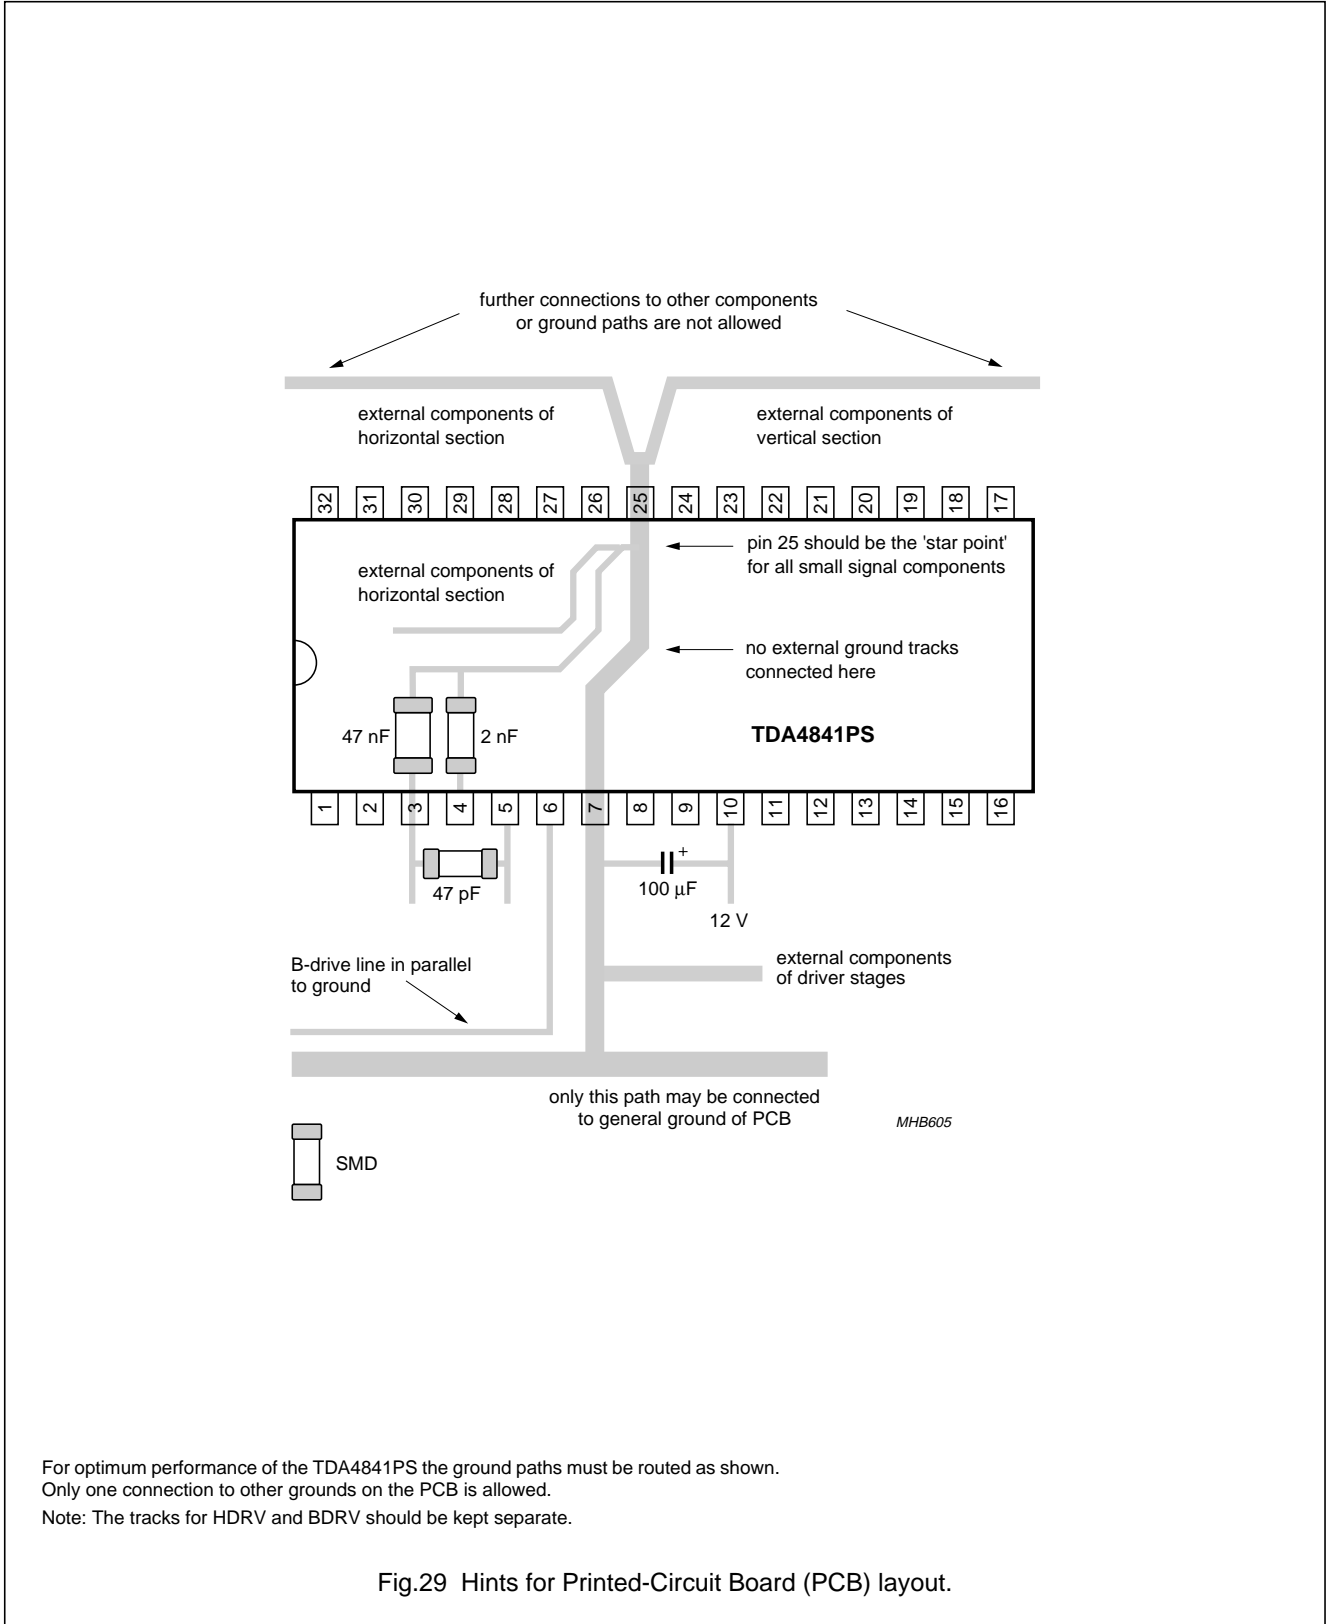 further connections to other components
or ground paths are not allowed
external components of
horizontal section
external components of
vertical section
32 31 30 29 28 27 26 25 24 23 22 21 20 19 18 17
pin 25 should be the 'star point'
for all small signal components
external components of
horizontal section
no external ground tracks
connected here
47 nF 2 nF
TDA4841PS
1 2 3 4 5 6 7 8 9 10 11 12 13 14 15 16
+
47 pF
100 μF
12 V
B-drive line in parallel
to ground
external components
of driver stages
only this path may be connected
to general ground of PCB
MHB605
SMD
For optimum performance of the TDA4841PS the ground paths must be routed as shown.
Only one connection to other grounds on the PCB is allowed.
Note: The tracks for HDRV and BDRV should be kept separate.
Fig.29 Hints for Printed-Circuit Board (PCB) layout.